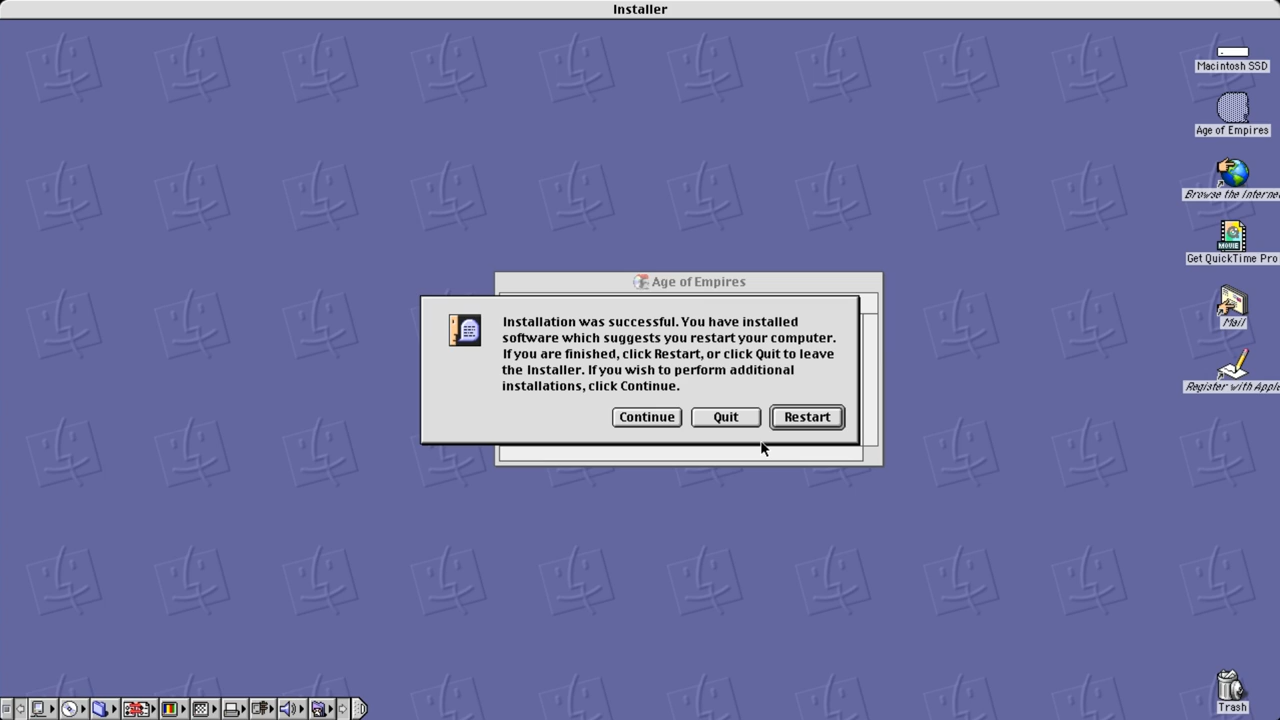 Installer
Macintosh SSD
Age of Empires
Browse the Interne
MOVIE
Get QuickTime Pro
Mail
Register with Apple
Age of Empires
Installation was successful. You have installed
software which suggests you restart your computer.
If you are finished, click Restart, or click Quit to leave
the Installer. If you wish to perform additional
installations, click Continue.
Continue
Quit
Restart
Trash